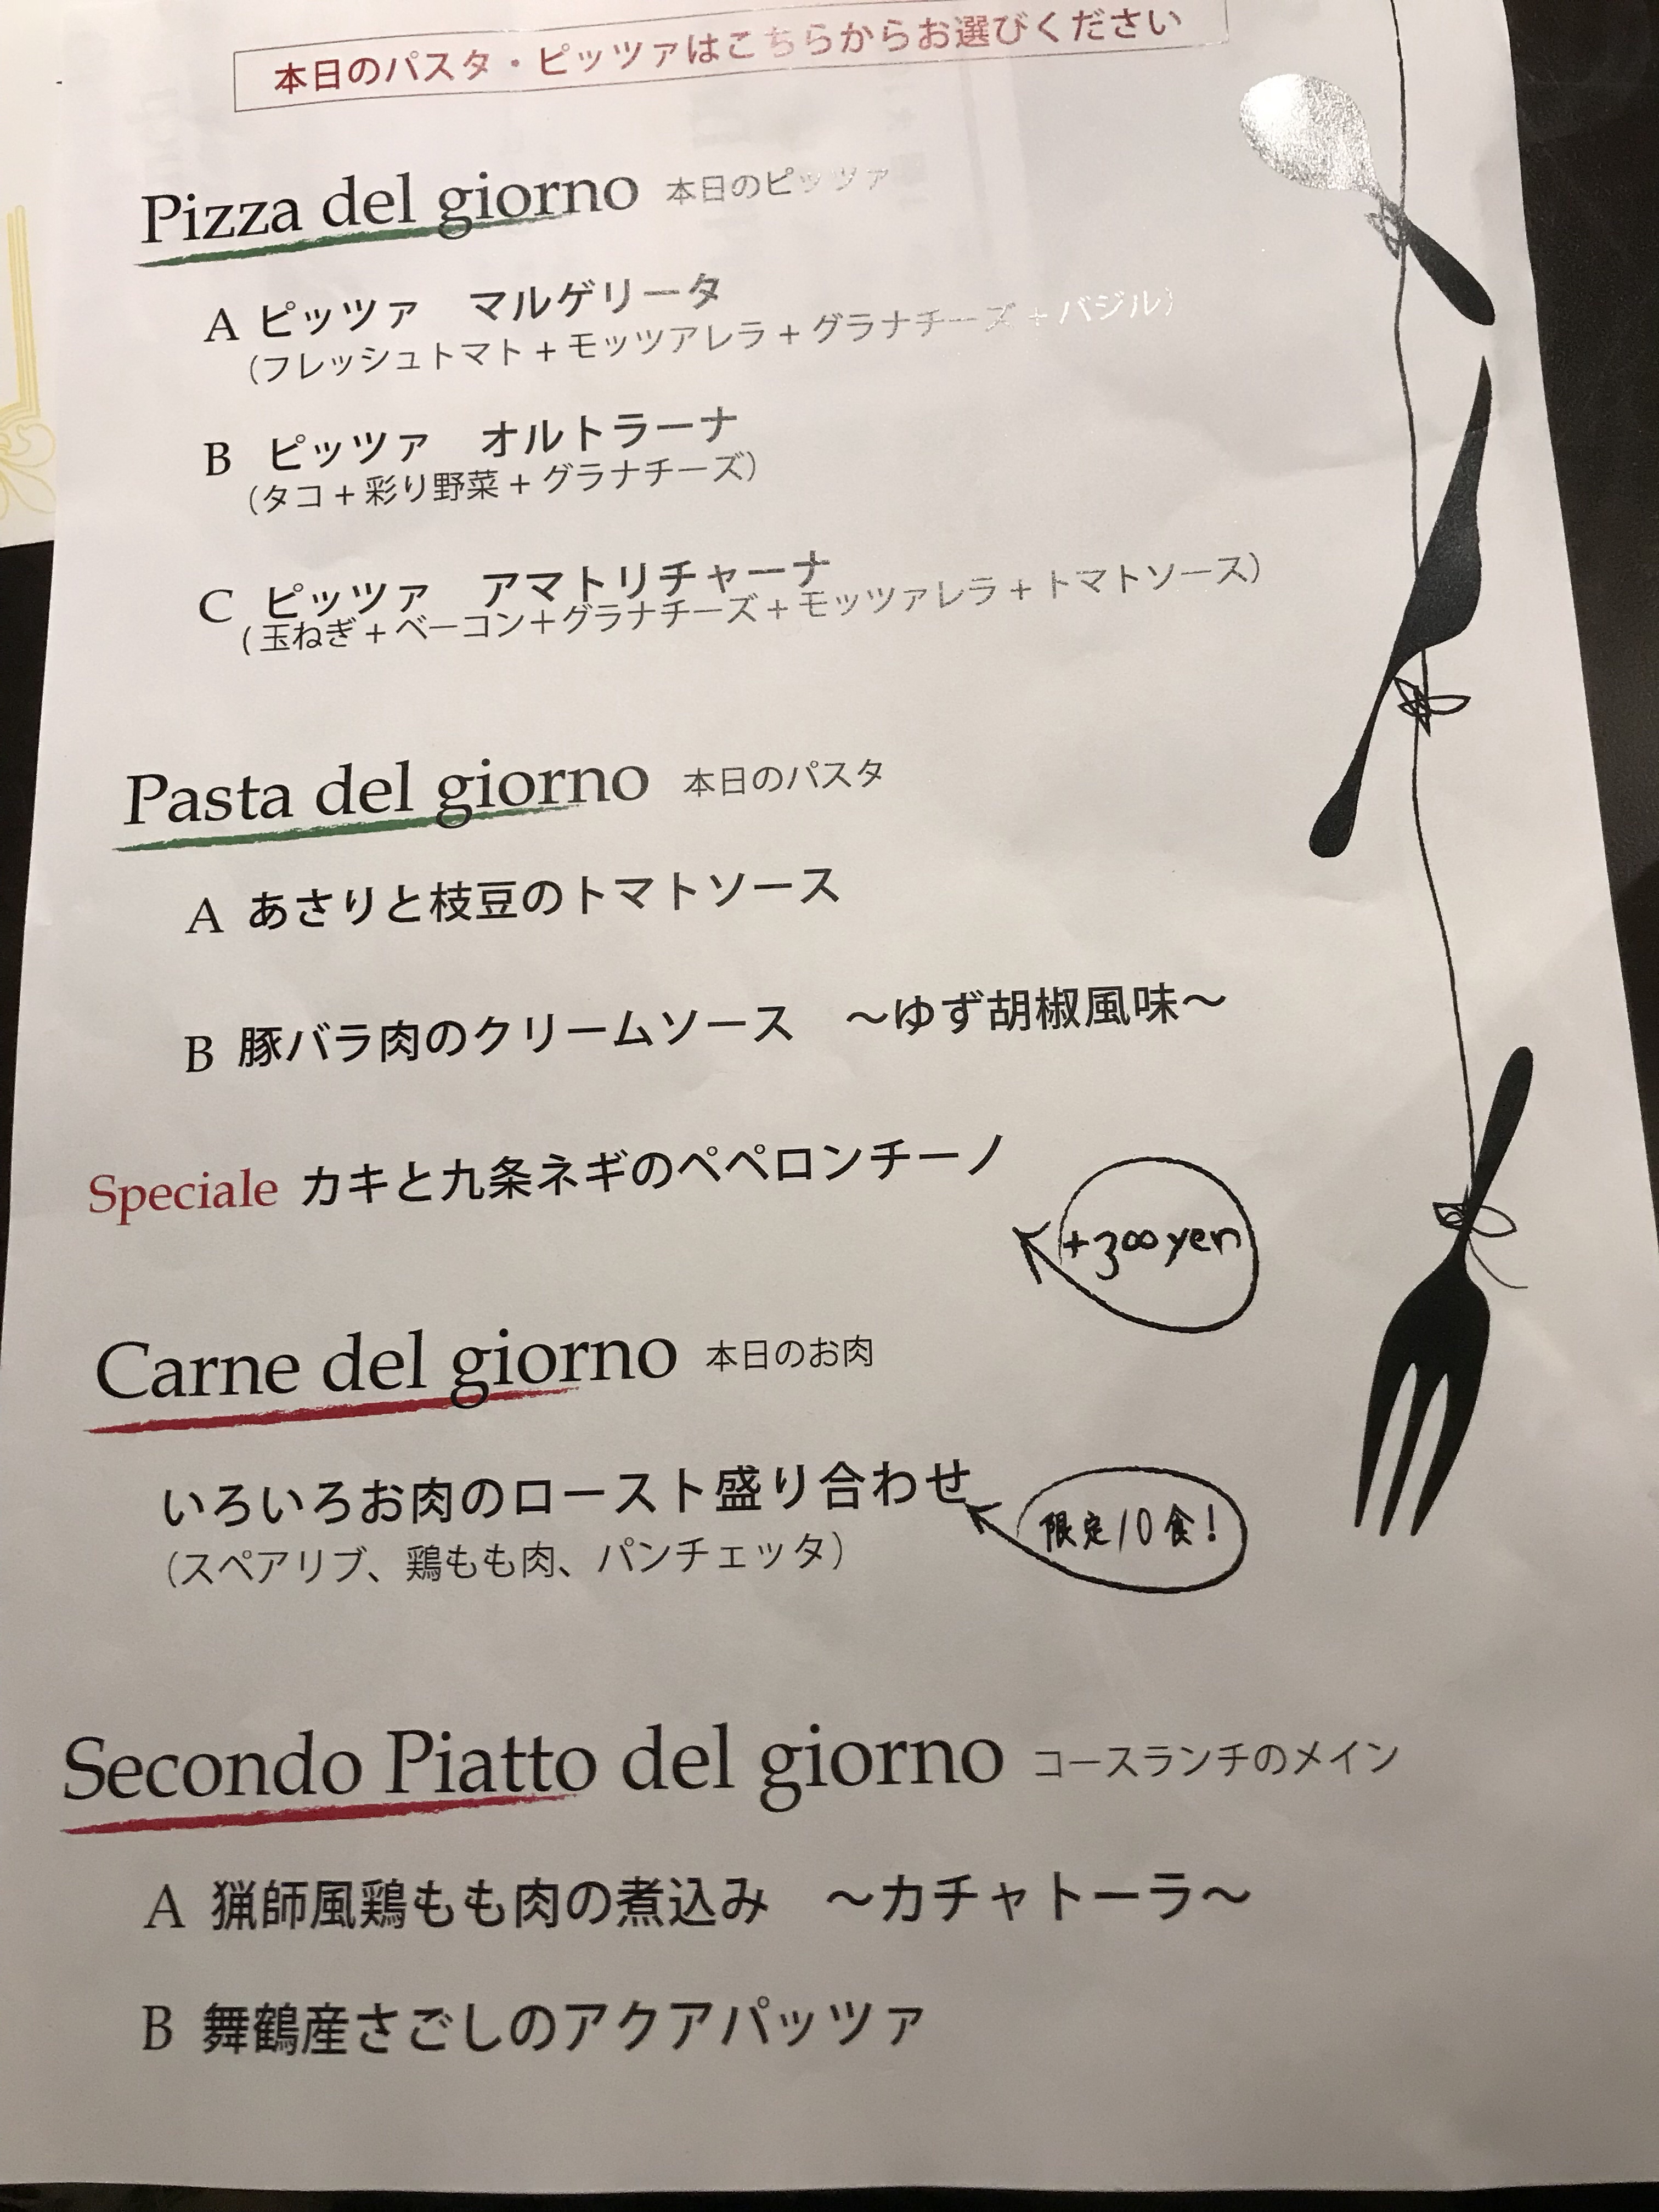 本日のパスタ・ピッツァはこちらからお選びください
Pizza del giorno 本日のピッツァ
A ピッツァ　マルゲリータ
（フレッシュトマト + モッツアレラ + グラナチーズ + バジル）
B ピッツァ　オルトラーナ
（タコ + 彩り野菜 + グラナチーズ）
C ピッツァ　アマトリチャーナ
( 玉ねぎ + ベーコン＋グラナチーズ + モッツァレラ + トマトソース）
Pasta del giorno 本日のパスタ
A あさりと枝豆のトマトソース
B 豚バラ肉のクリームソース　～ゆず胡椒風味～
Speciale カキと九条ネギのペペロンチーノ
+300yen
Carne del giorno 本日のお肉
いろいろお肉のロースト盛り合わせ
限定10食!
（スペアリブ、鶏もも肉、パンチェッタ）
Secondo Piatto del giorno コースランチのメイン
A 猟師風鶏もも肉の煮込み　～カチャトーラ～
B 舞鶴産さごしのアクアパッツァ